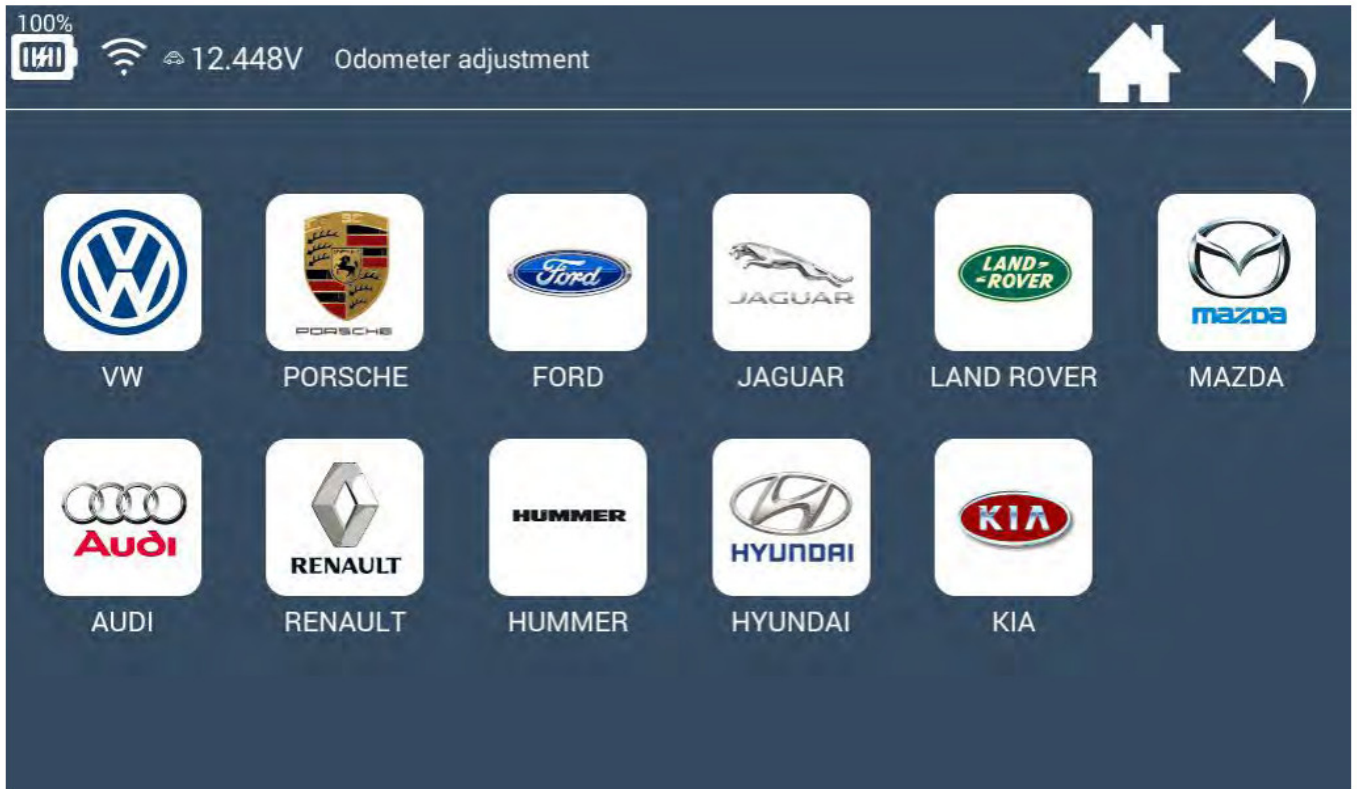 100%
12.448V Odometer adjustment
Ford
JAGUAR
LAND-
-ROVER
mazda
PORSCHE
VW PORSCHE FORD JAGUAR LAND ROVER MAZDA
Audi
RENAULT
HUMMER
HYUNDAI
KIA
AUDI RENAULT HUMMER HYUNDAI KIA